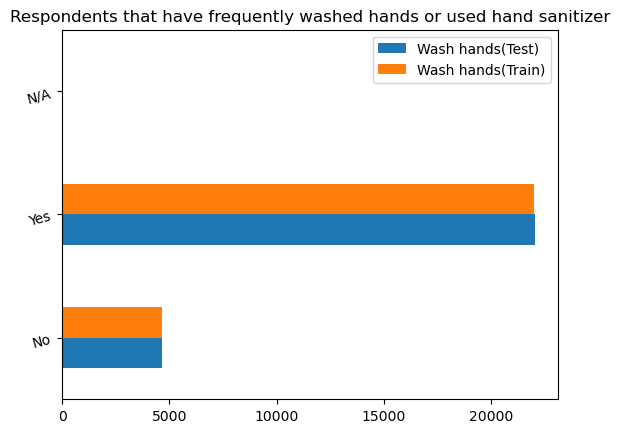 Respondents that have frequently washed hands or used hand sanitizer
Wash hands(Test)
Wash hands(Train)
N/A
Yes
No
0 5000 10000 15000 20000